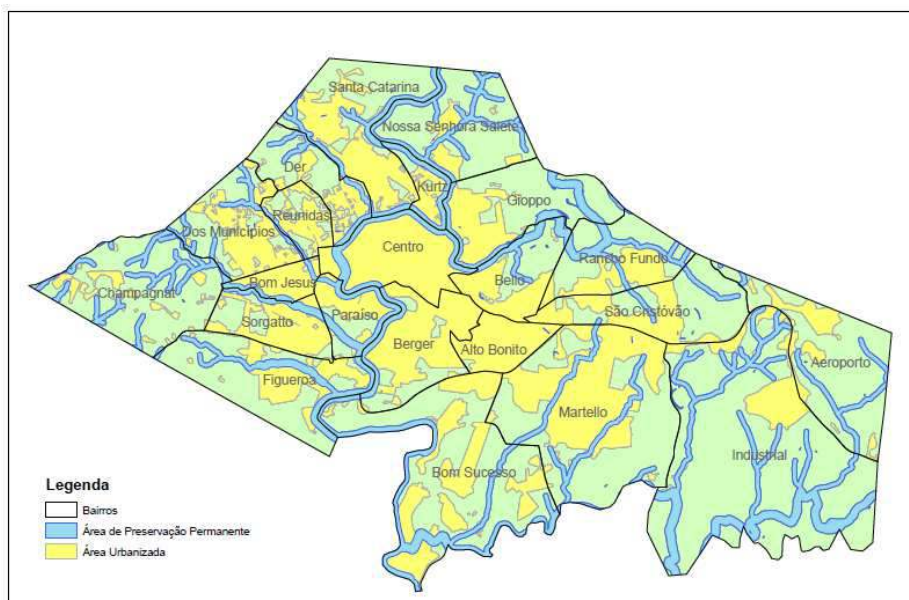 Santa Catarina
Nossa Senhora Salete
Der
Kurtz
Gioppo
Reunidas
Dos Municípios
Centro
Rancho Fundo
Bello
Bom Jesus
Champagnat
Paraíso
São Cristóvão
Sorgatto
Berger
Alto Bonito
Aeroporto
Figueroa
Martello
Industrial
Bom Sucesso
Legenda
Bairros
Área de Preservação Permanente
Área Urbanizada